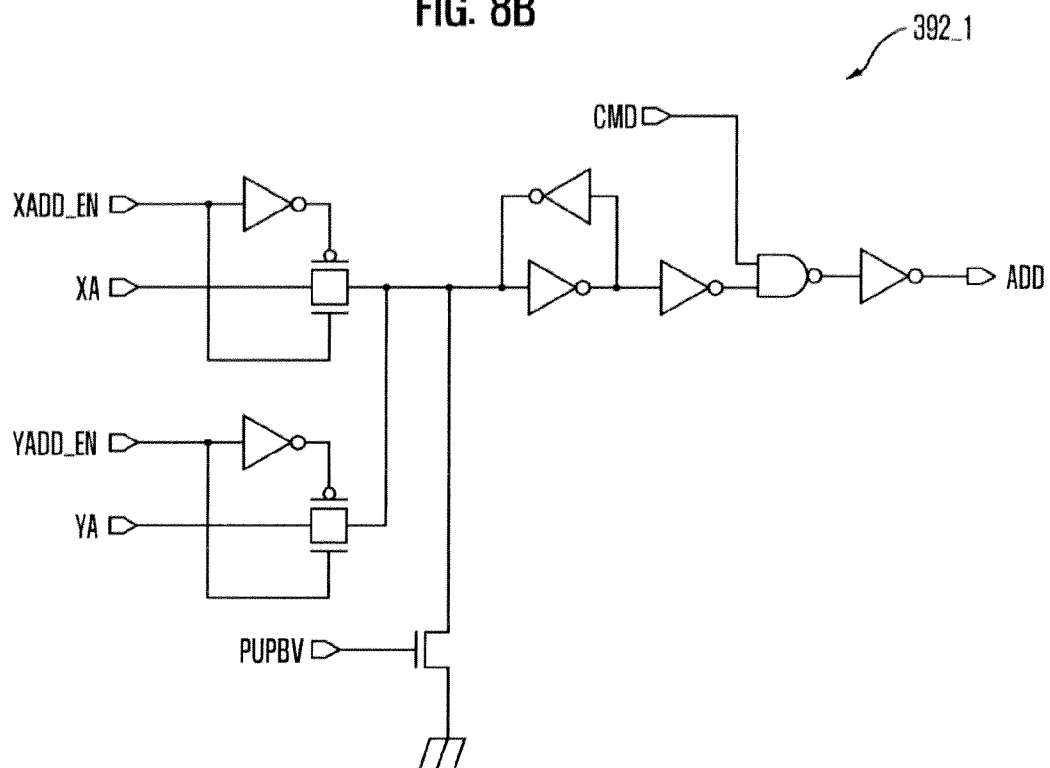 FIG. 8B
392_1
CMD
XADD_EN
XA
ADD
YADD_EN
YA
PUPBV